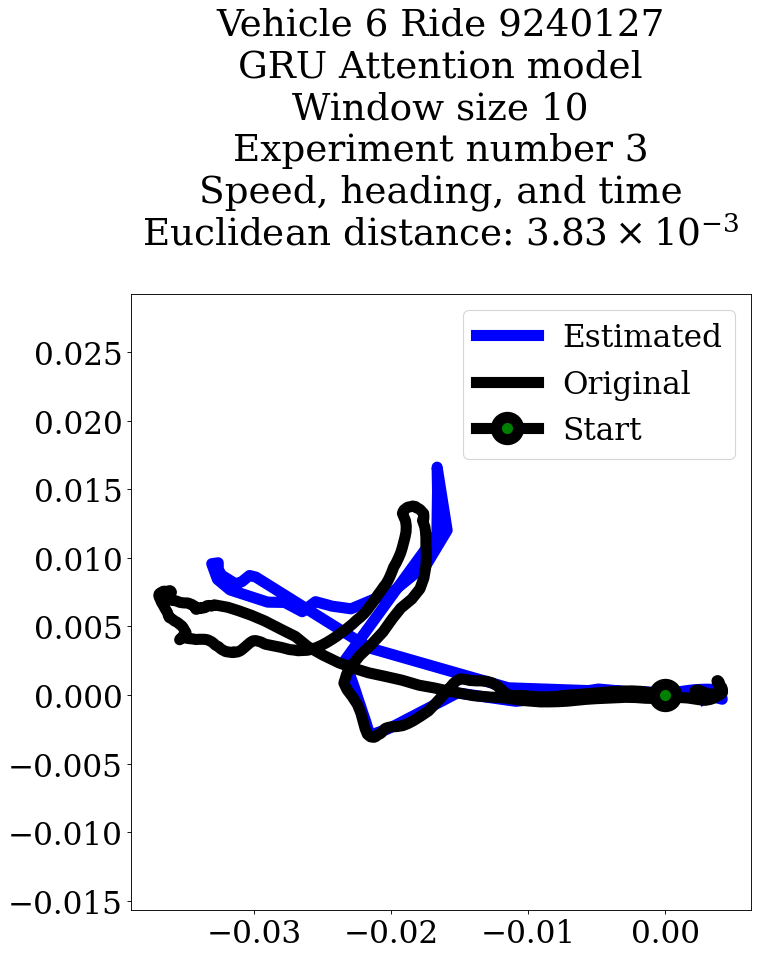 Vehicle 6 Ride 9240127
GRU Attention model
Window size 10
Experiment number 3
Speed, heading, and time
Euclidean distance: 3.83 × 10⁻³
Estimated
Original
Start
0.025
0.020
0.015
0.010
0.005
0.000
−0.005
−0.010
−0.015
−0.03 −0.02 −0.01 0.00